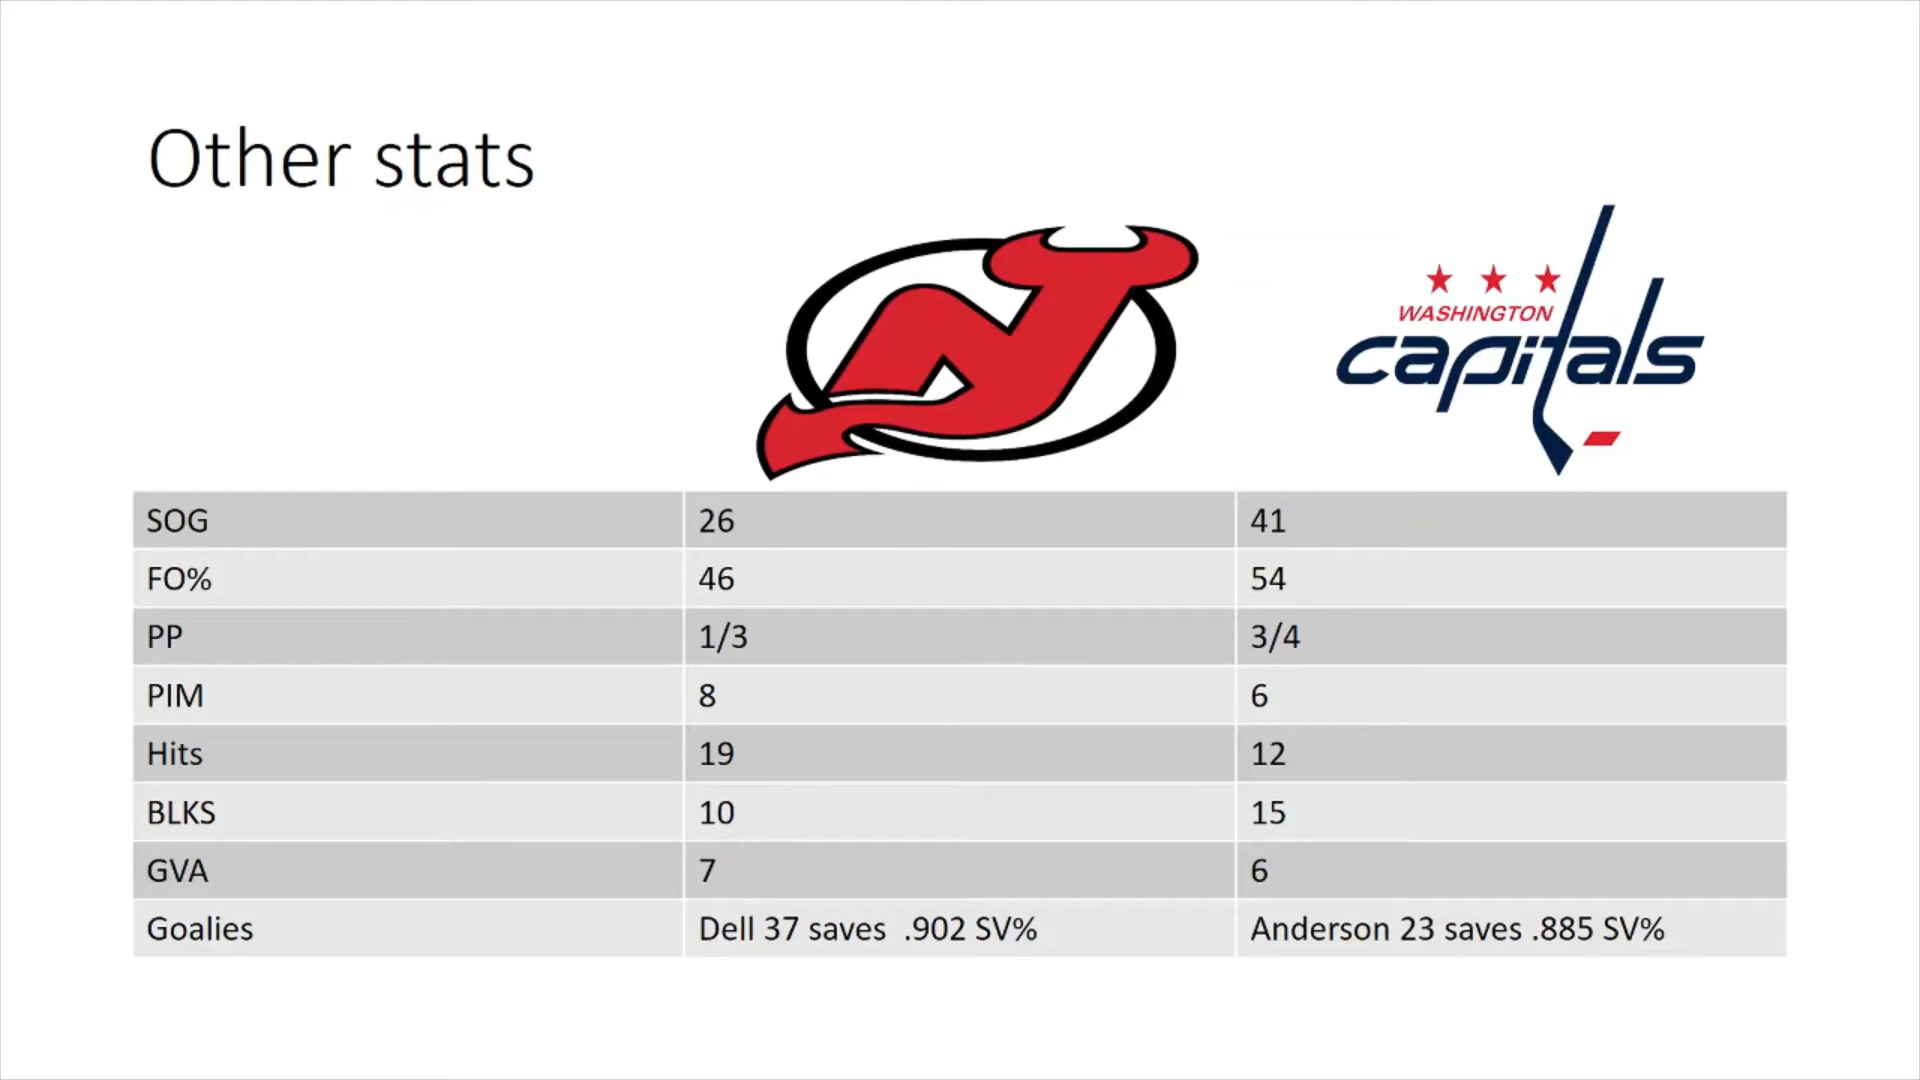 Other stats
WASHINGTON
capitals
SOG 26 41
FO% 46 54
PP 1/3 3/4
PIM 8 6
Hits 19 12
BLKS 10 15
GVA 7 6
Goalies Dell 37 saves .902 SV% Anderson 23 saves .885 SV%